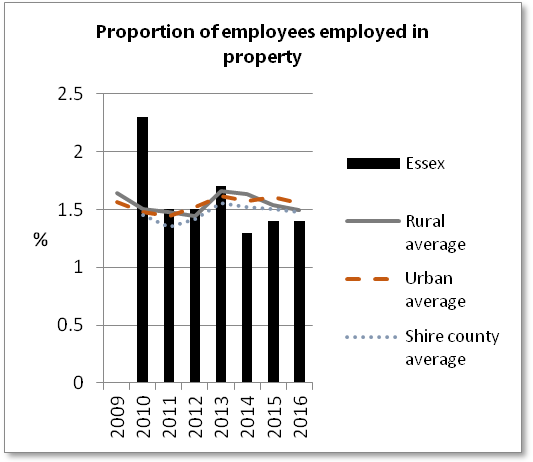 Proportion of employees employed in
property
2.5
2
1.5
1
0.5
0
%
2009
2010
2011
2012
2013
2014
2015
2016
Essex
Rural
average
Urban
average
Shire county
average